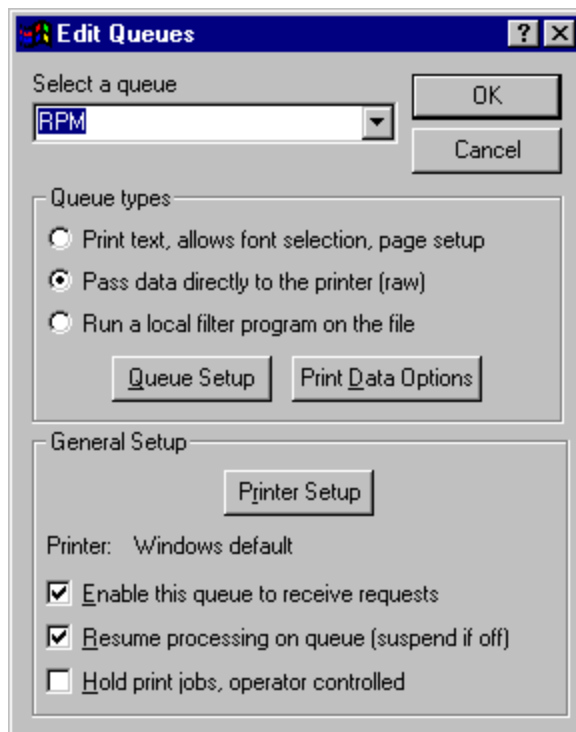 Edit Queues
Select a queue
RPM
OK
Cancel
Queue types
Print text, allows font selection, page setup
Pass data directly to the printer (raw)
Run a local filter program on the file
Queue Setup
Print Data Options
General Setup
Printer Setup
Printer: Windows default
Enable this queue to receive requests
Resume processing on queue (suspend if off)
Hold print jobs, operator controlled